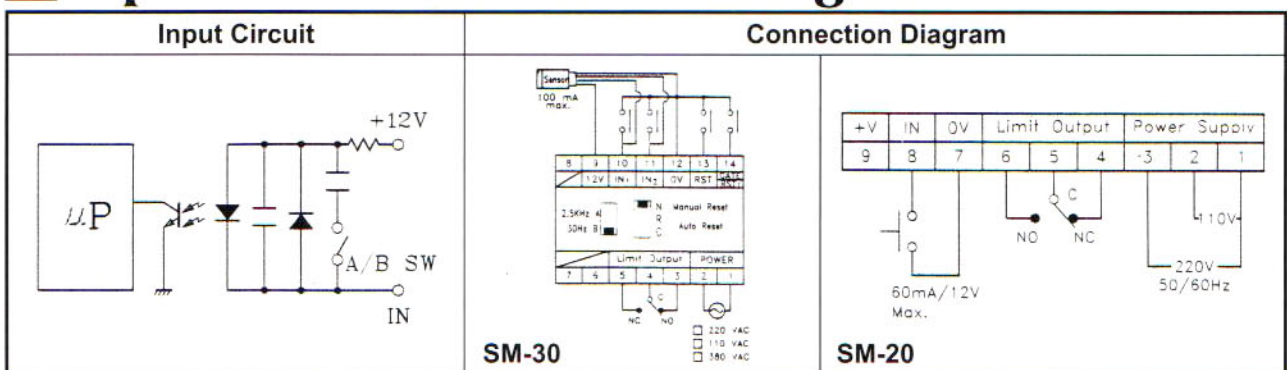 Input Circuit
Connection Diagram
+12V
μP
A/B SW
IN
Sensor
100 mA
max.
8 9 10 11 12 13 14
12V IN1 IN2 0V RST
2.5KHz A
30Hz B
N Manual Reset
R
C Auto Reset
Limit Output POWER
7 6 5 4 3 2 1
C
NC NO
220 VAC
110 VAC
380 VAC
SM-30
+V IN 0V Limit Output Power Supply
9 8 7 6 5 4 3 2 1
C
NO NC
110V
220V
50/60Hz
60mA/12V
Max.
SM-20